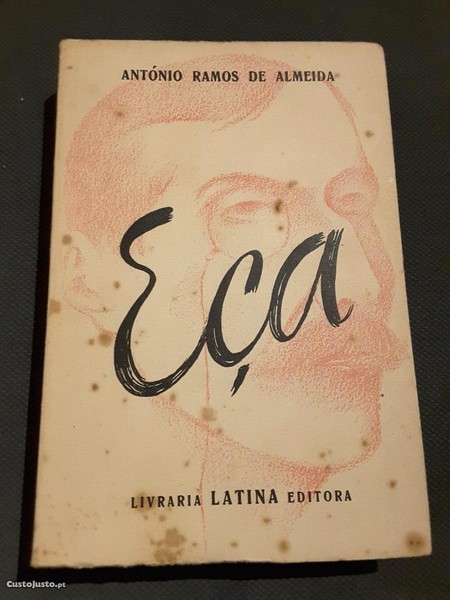 ANTÓNIO RAMOS DE ALMEIDA
Eça
LIVRARIA LATINA EDITORA
CustoJusto.pt